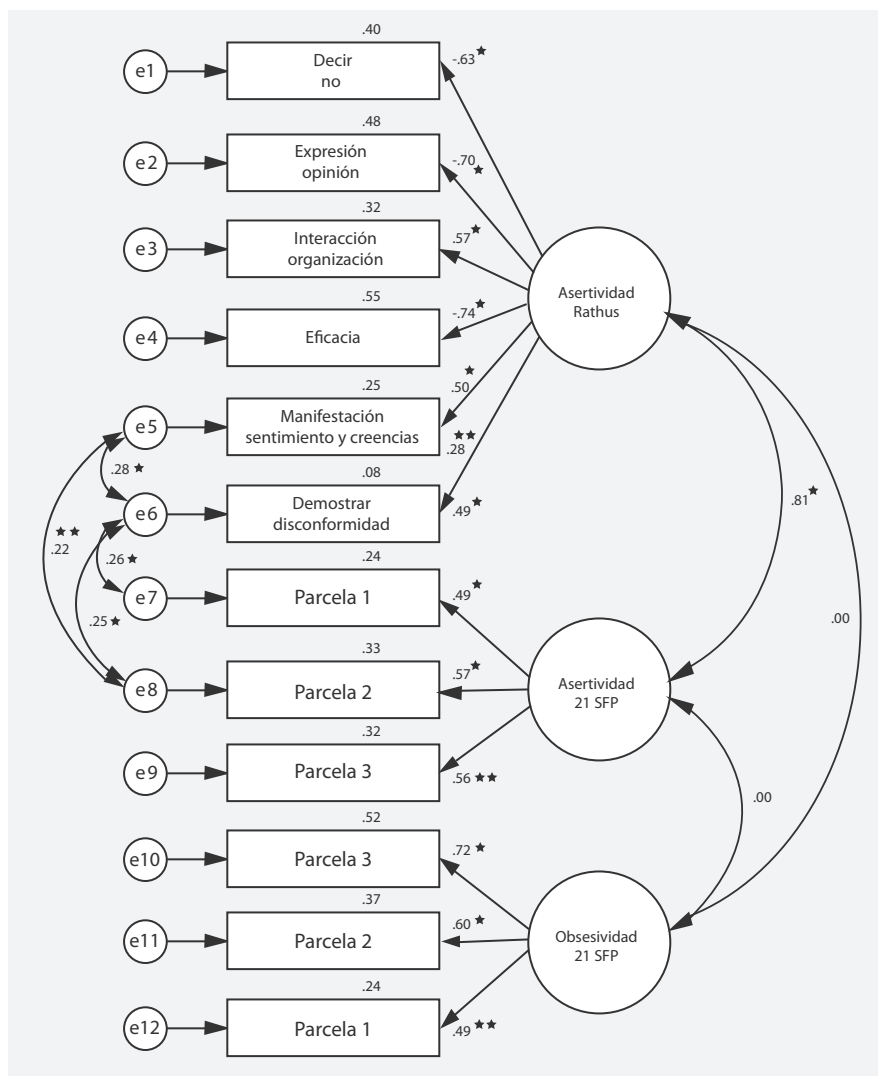 .40
e1
Decir
no
-.63★
.48
e2
Expresión
opinión
-.70★
.32
e3
Interacción
organización
.57★
.55
e4
Eficacia
-.74★
.25
e5
Manifestación
sentimiento y creencias
.50★
.28★★
.08
e6
Demostrar
disconformidad
.49★
.24
e7
Parcela 1
.49★
.33
e8
Parcela 2
.57★
.32
e9
Parcela 3
.56★★
.52
e10
Parcela 3
.72★
.37
e11
Parcela 2
.60★
.24
e12
Parcela 1
.49★★
.28★
★★
.22
.26★
.25★
Asertividad
Rathus
Asertividad
21 SFP
Obsesividad
21 SFP
.81★
.00
.00